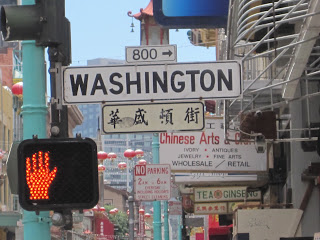 800 →
WASHINGTON
華盛頓街
Chinese Arts &
IVORY • ANTIQUES
JEWELRY • FINE ARTS
WHOLESALE / RETAIL
NO PARKING
TEA & GINSENG